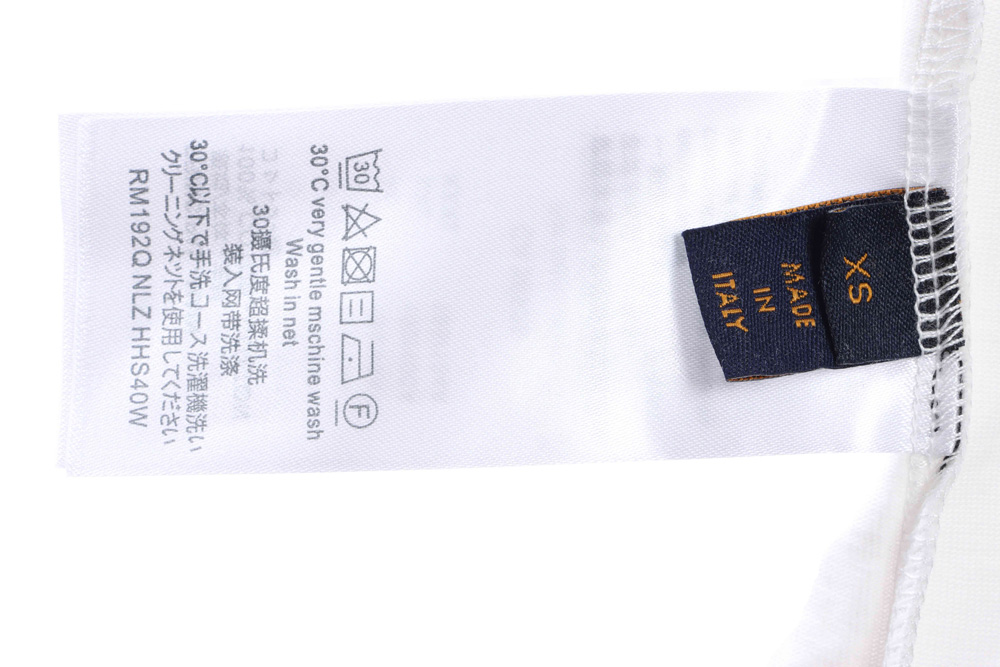 30
F
30°C very gentle mschine wash
Wash in net
30摄氏度超揉机洗
装入网带洗涤
30°C以下で手洗コース洗濯機洗い
クリーニングネットを使用してください
RM192Q NLZ HHS40W
XS
MADE
IN
ITALY